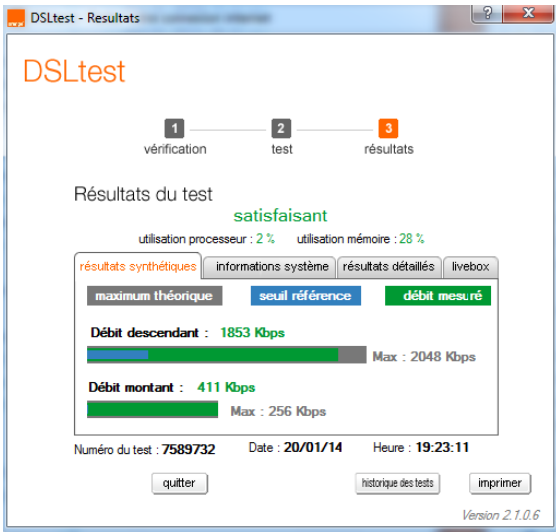 DSLtest - Resultats
?
X
DSLtest
1 2 3
vérification test résultats
Résultats du test
satisfaisant
utilisation processeur : 2 % utilisation mémoire : 28 %
résultats synthétiques informations système résultats détaillés livebox
maximum théorique seuil référence débit mesuré
Débit descendant : 1853 Kbps
Max : 2048 Kbps
Débit montant : 411 Kbps
Max : 256 Kbps
Numéro du test : 7589732 Date : 20/01/14 Heure : 19:23:11
quitter historique des tests imprimer
Version 2.1.0.6